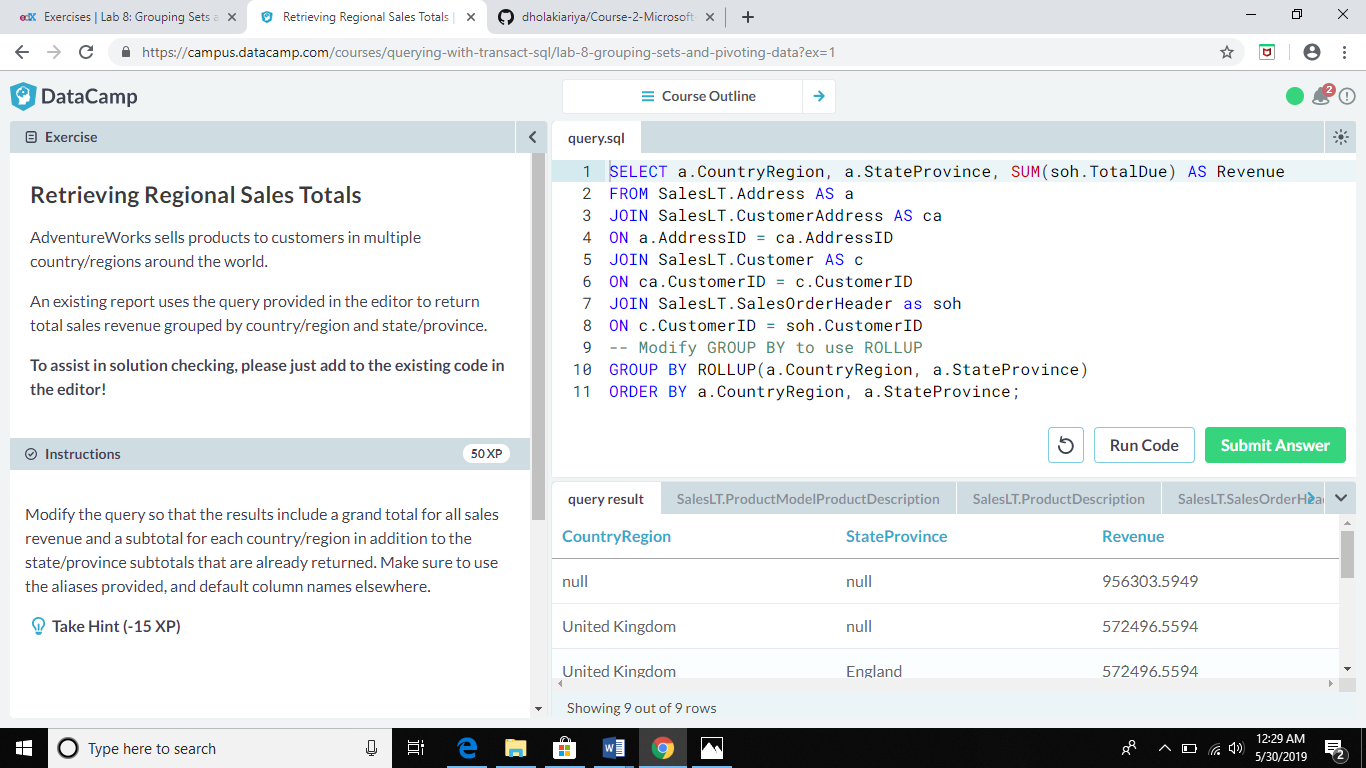 Exercises | Lab 8: Grouping Sets a
Retrieving Regional Sales Totals |
dholakiariya/Course-2-Microsoft-
https://campus.datacamp.com/courses/querying-with-transact-sql/lab-8-grouping-sets-and-pivoting-data?ex=1
DataCamp
Course Outline
2
Exercise
Retrieving Regional Sales Totals
AdventureWorks sells products to customers in multiple
country/regions around the world.
An existing report uses the query provided in the editor to return
total sales revenue grouped by country/region and state/province.
To assist in solution checking, please just add to the existing code in
the editor!
Instructions
50 XP
Modify the query so that the results include a grand total for all sales
revenue and a subtotal for each country/region in addition to the
state/province subtotals that are already returned. Make sure to use
the aliases provided, and default column names elsewhere.
Take Hint (-15 XP)
query.sql
1 SELECT a.CountryRegion, a.StateProvince, SUM(soh.TotalDue) AS Revenue
2 FROM SalesLT.Address AS a
3 JOIN SalesLT.CustomerAddress AS ca
4 ON a.AddressID = ca.AddressID
5 JOIN SalesLT.Customer AS c
6 ON ca.CustomerID = c.CustomerID
7 JOIN SalesLT.SalesOrderHeader as soh
8 ON c.CustomerID = soh.CustomerID
9 -- Modify GROUP BY to use ROLLUP
10 GROUP BY ROLLUP(a.CountryRegion, a.StateProvince)
11 ORDER BY a.CountryRegion, a.StateProvince;
Run Code
Submit Answer
query result
SalesLT.ProductModelProductDescription
SalesLT.ProductDescription
SalesLT.SalesOrderHea
CountryRegion StateProvince Revenue
null null 956303.5949
United Kingdom null 572496.5594
United Kingdom England 572496.5594
Showing 9 out of 9 rows
Type here to search
12:29 AM
5/30/2019
2